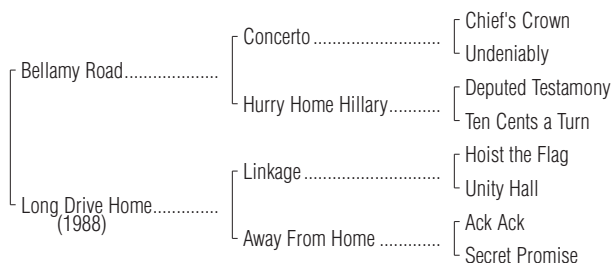 Chief's Crown
Concerto
Undeniably
Bellamy Road
Deputed Testamony
Hurry Home Hillary
Ten Cents a Turn
Hoist the Flag
Linkage
Unity Hall
Long Drive Home
(1988)
Ack Ack
Away From Home
Secret Promise